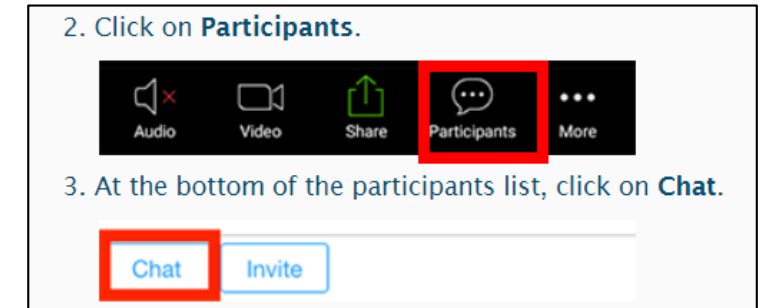 2. Click on Participants.
Audio Video Share Participants More
3. At the bottom of the participants list, click on Chat.
Chat Invite